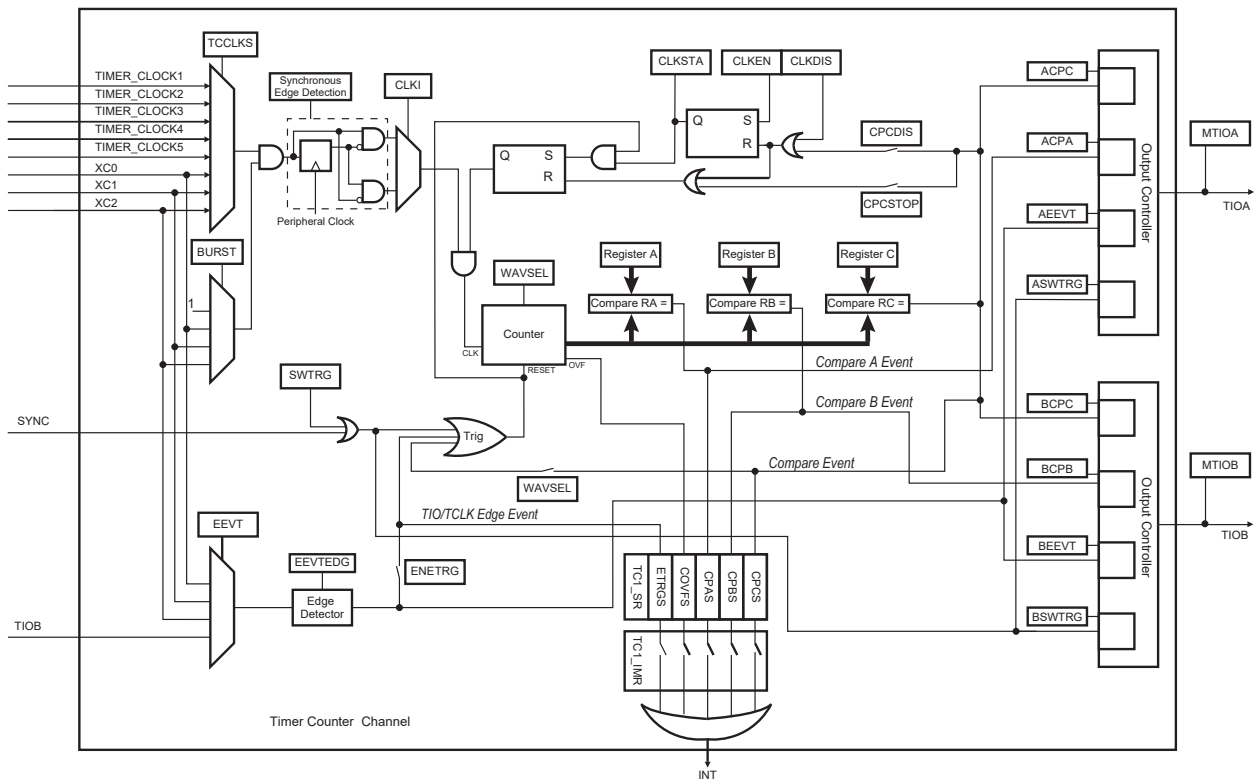 TCCLKS
TIMER_CLOCK1
TIMER_CLOCK2
TIMER_CLOCK3
TIMER_CLOCK4
TIMER_CLOCK5
XC0
XC1
XC2
Synchronous
Edge Detection
CLKI
Peripheral Clock
BURST
1
CLKSTA
CLKEN
CLKDIS
Q
S
R
Q
S
R
CPCDIS
CPCSTOP
ACPC
ACPA
AEEVT
ASWTRG
Output Controller
MTIOA
TIOA
Register A
Register B
Register C
Compare RA =
Compare RB =
Compare RC =
WAVSEL
Counter
CLK
RESET
OVF
SWTRG
SYNC
Trig
WAVSEL
Compare A Event
Compare B Event
Compare Event
TIO/TCLK Edge Event
BCPC
BCPB
BEEVT
BSWTRG
Output Controller
MTIOB
TIOB
EEVT
EEVTEDG
Edge
Detector
ENETRG
TIOB
TC1_SR
ETRGS
COVFS
CPAS
CPBS
CPCS
TC1_IMR
Timer Counter Channel
INT